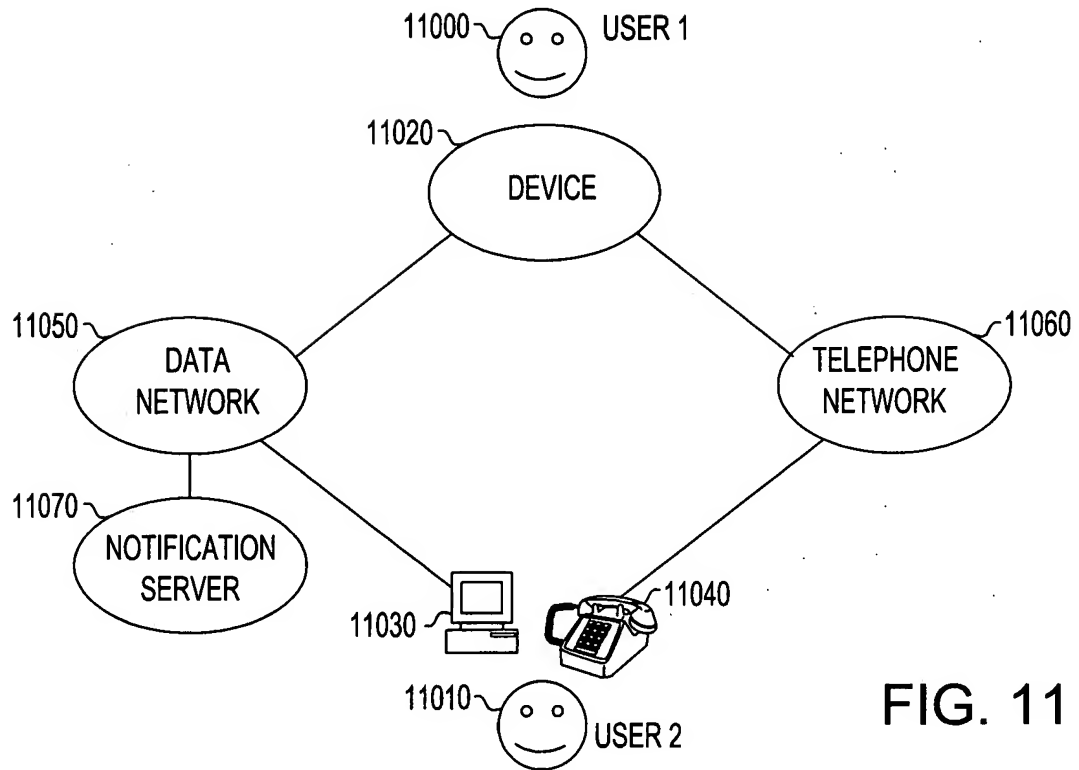 11000
USER 1
11020
DEVICE
11050
DATA
NETWORK
11060
TELEPHONE
NETWORK
11070
NOTIFICATION
SERVER
11030
11040
11010
USER 2
FIG. 11